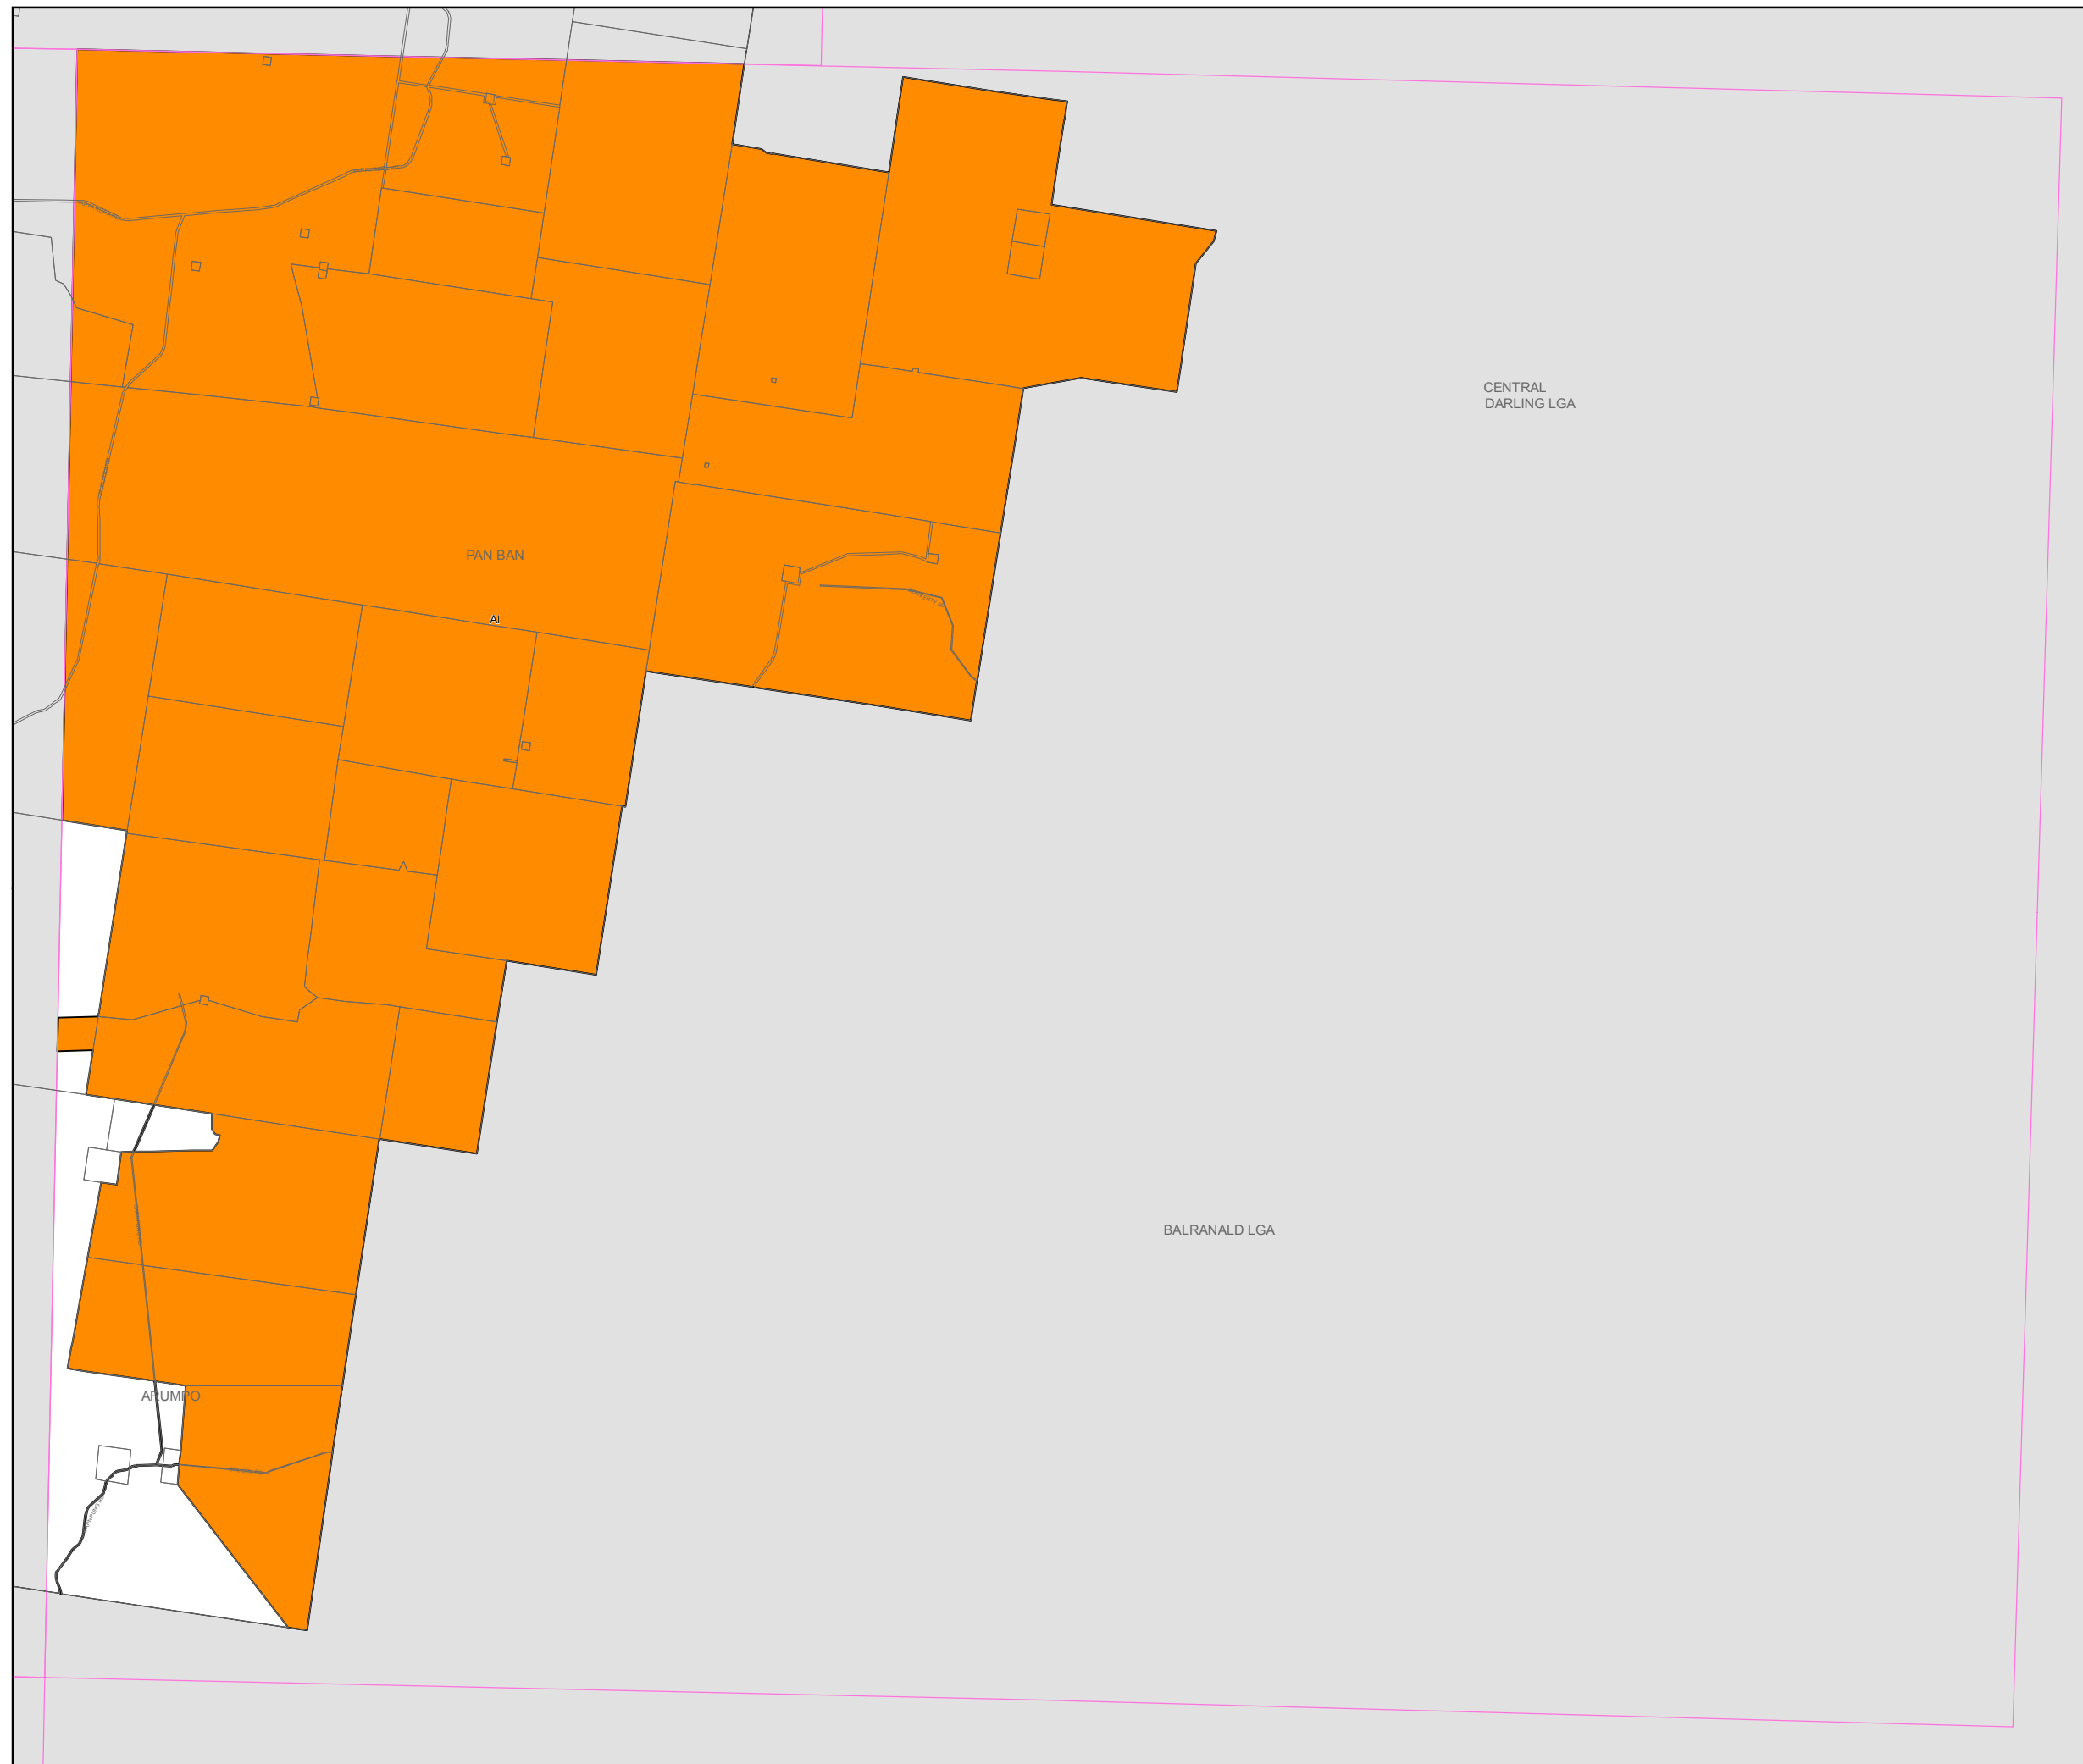 CENTRAL
DARLING LGA
PAN BAN
AI
BALRANALD LGA
ARUMPO